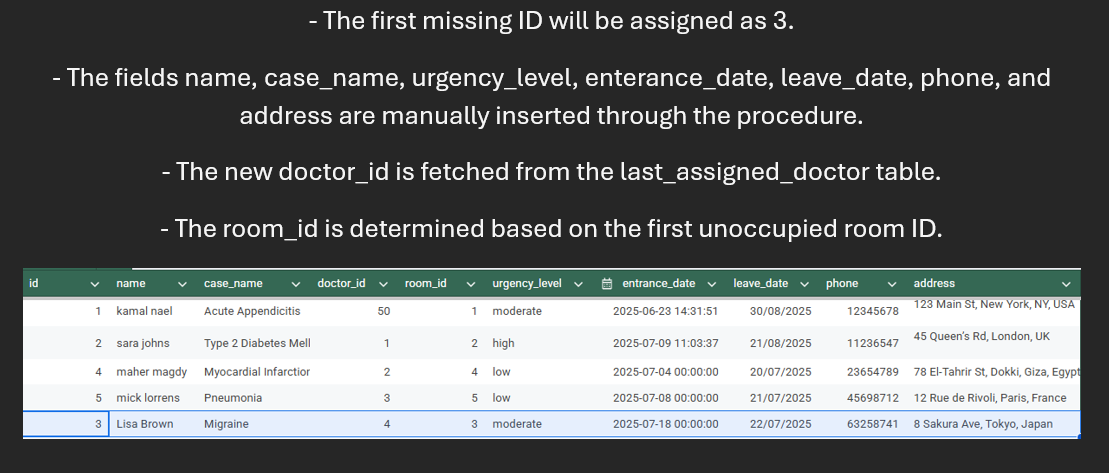 - The first missing ID will be assigned as 3.
- The fields name, case_name, urgency_level, enterance_date, leave_date, phone, and
address are manually inserted through the procedure.
- The new doctor_id is fetched from the last_assigned_doctor table.
- The room_id is determined based on the first unoccupied room ID.
id name case_name doctor_id room_id urgency_level entrance_date leave_date phone address
1 kamal nael Acute Appendicitis 50 1 moderate 2025-06-23 14:31:51 30/08/2025 12345678 123 Main St, New York, NY, USA
2 sara johns Type 2 Diabetes Mell 1 2 high 2025-07-09 11:03:37 21/08/2025 11236547 45 Queen's Rd, London, UK
4 maher magdy Myocardial Infarctior 2 4 low 2025-07-04 00:00:00 20/07/2025 23654789 78 El-Tahrir St, Dokki, Giza, Egypt
5 mick lorrens Pneumonia 3 5 low 2025-07-08 00:00:00 21/07/2025 45698712 12 Rue de Rivoli, Paris, France
3 Lisa Brown Migraine 4 3 moderate 2025-07-18 00:00:00 22/07/2025 63258741 8 Sakura Ave, Tokyo, Japan